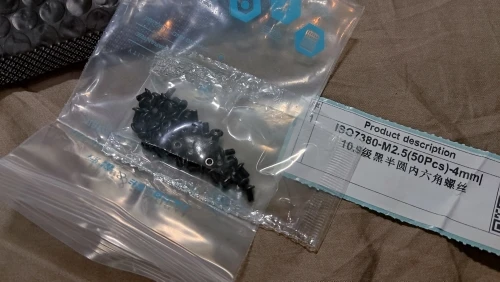 Product description
ISO7380-M2.5(50Pcs)-4mm
10.9级黑半圆内六角螺丝